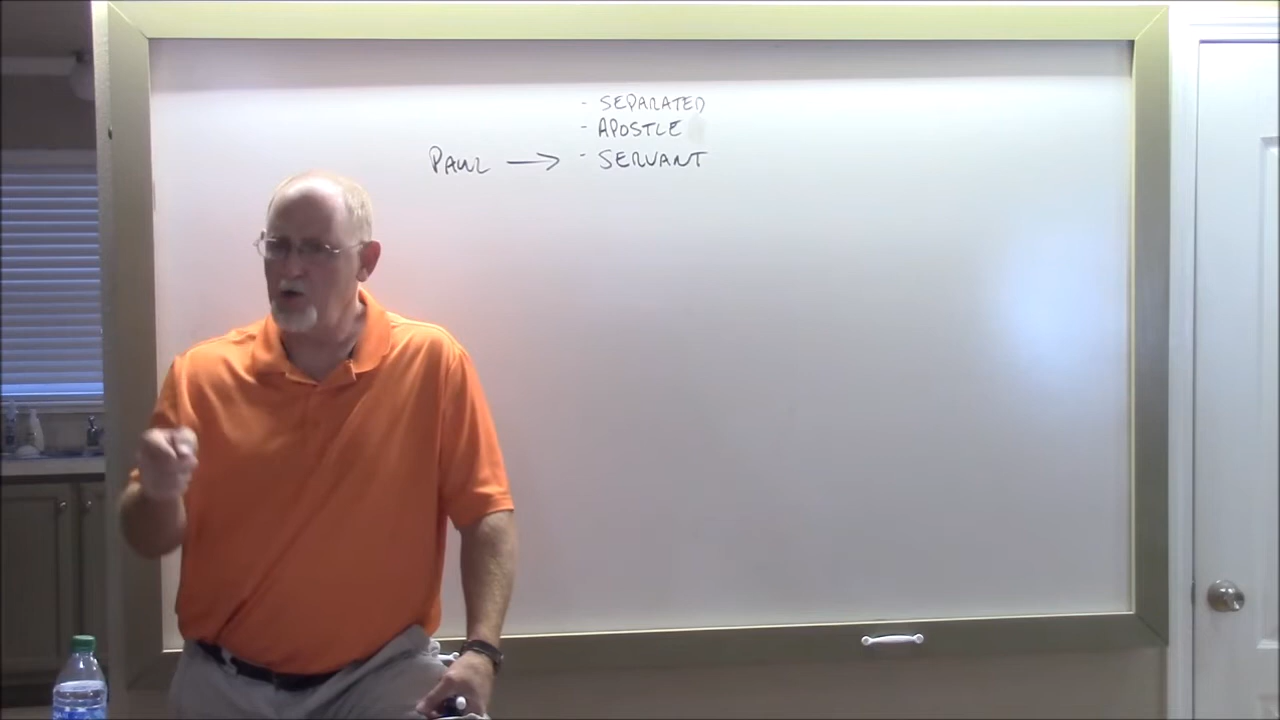 - SEPARATED
- APOSTLE
PAUL → - SERVANT